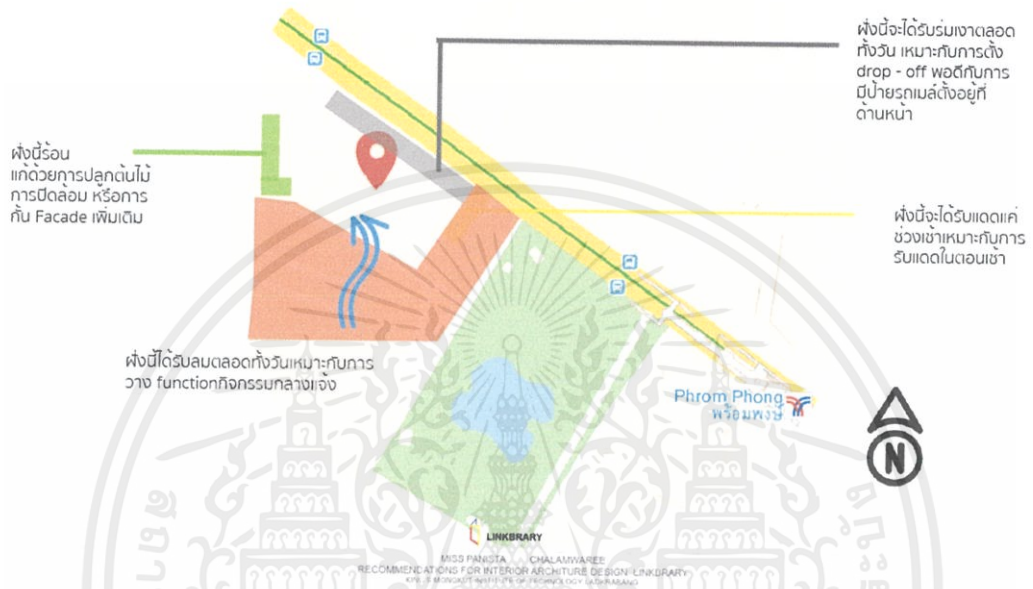 ฝั่งนี้จะได้รับร่มเงาตลอด
ทั้งวัน เหมาะกับการตั้ง
drop - off พอดีกับการ
มีป้ายรถเมล์ตั้งอยู่ที่
ด้านหน้า
ฝั่งนี้ร้อน
แก้ด้วยการปลูกต้นไม้
การปิดล้อม หรือการ
กั้น Facade เพิ่มเติม
ฝั่งนี้จะได้รับแดดแค่
ช่วงเช้าเหมาะกับการ
รับแดดในตอนเช้า
ฝั่งนี้ได้รับลมตลอดทั้งวันเหมาะกับการ
วาง functionกิจกรรมกลางแจ้ง
Phrom Phong
พร้อมพงษ์
N
LINKBRARY
MISS PANISTA CHALAMWAREE
RECOMMENDATIONS FOR INTERIOR ARCHITURE DESIGN LINKBRARY
KING'S MONGKUT INSTITUTE OF TECHNOLOGY LADKRABANG